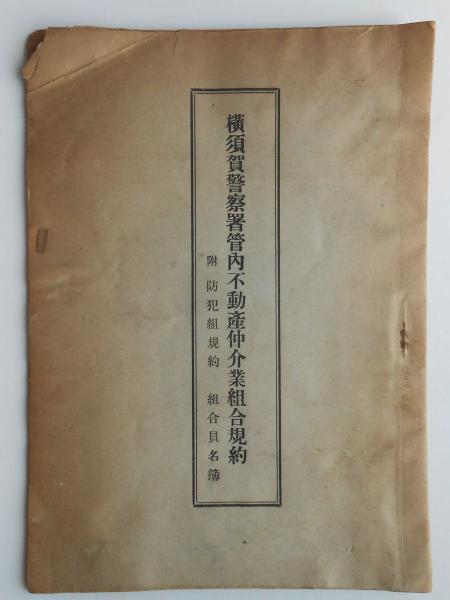 橫須賀警察署管內不動產仲介業組合規約
附 防犯組規約 組合員名簿